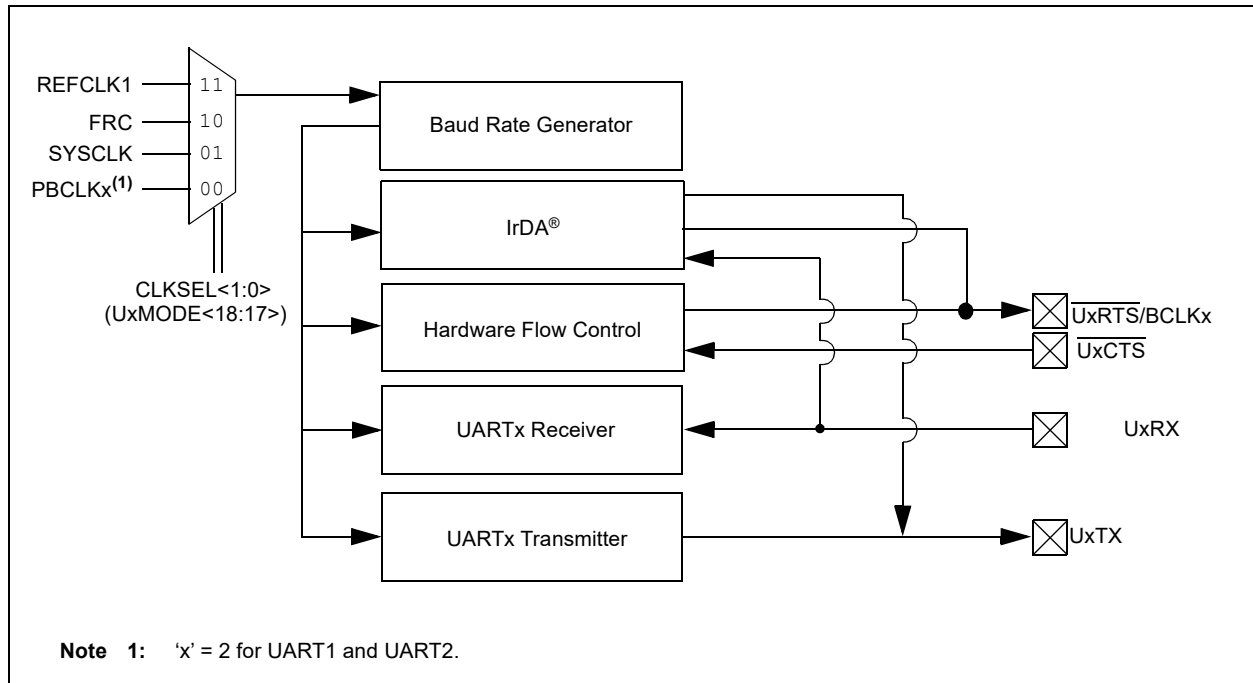 REFCLK1
FRC
SYSCLK
PBCLKx(1)
11
10
01
00
CLKSEL<1:0>
(UxMODE<18:17>)
Baud Rate Generator
IrDA®
Hardware Flow Control
UARTx Receiver
UARTx Transmitter
UxRTS/BCLKx
UxCTS
UxRX
UxTX
Note 1: ‘x’ = 2 for UART1 and UART2.